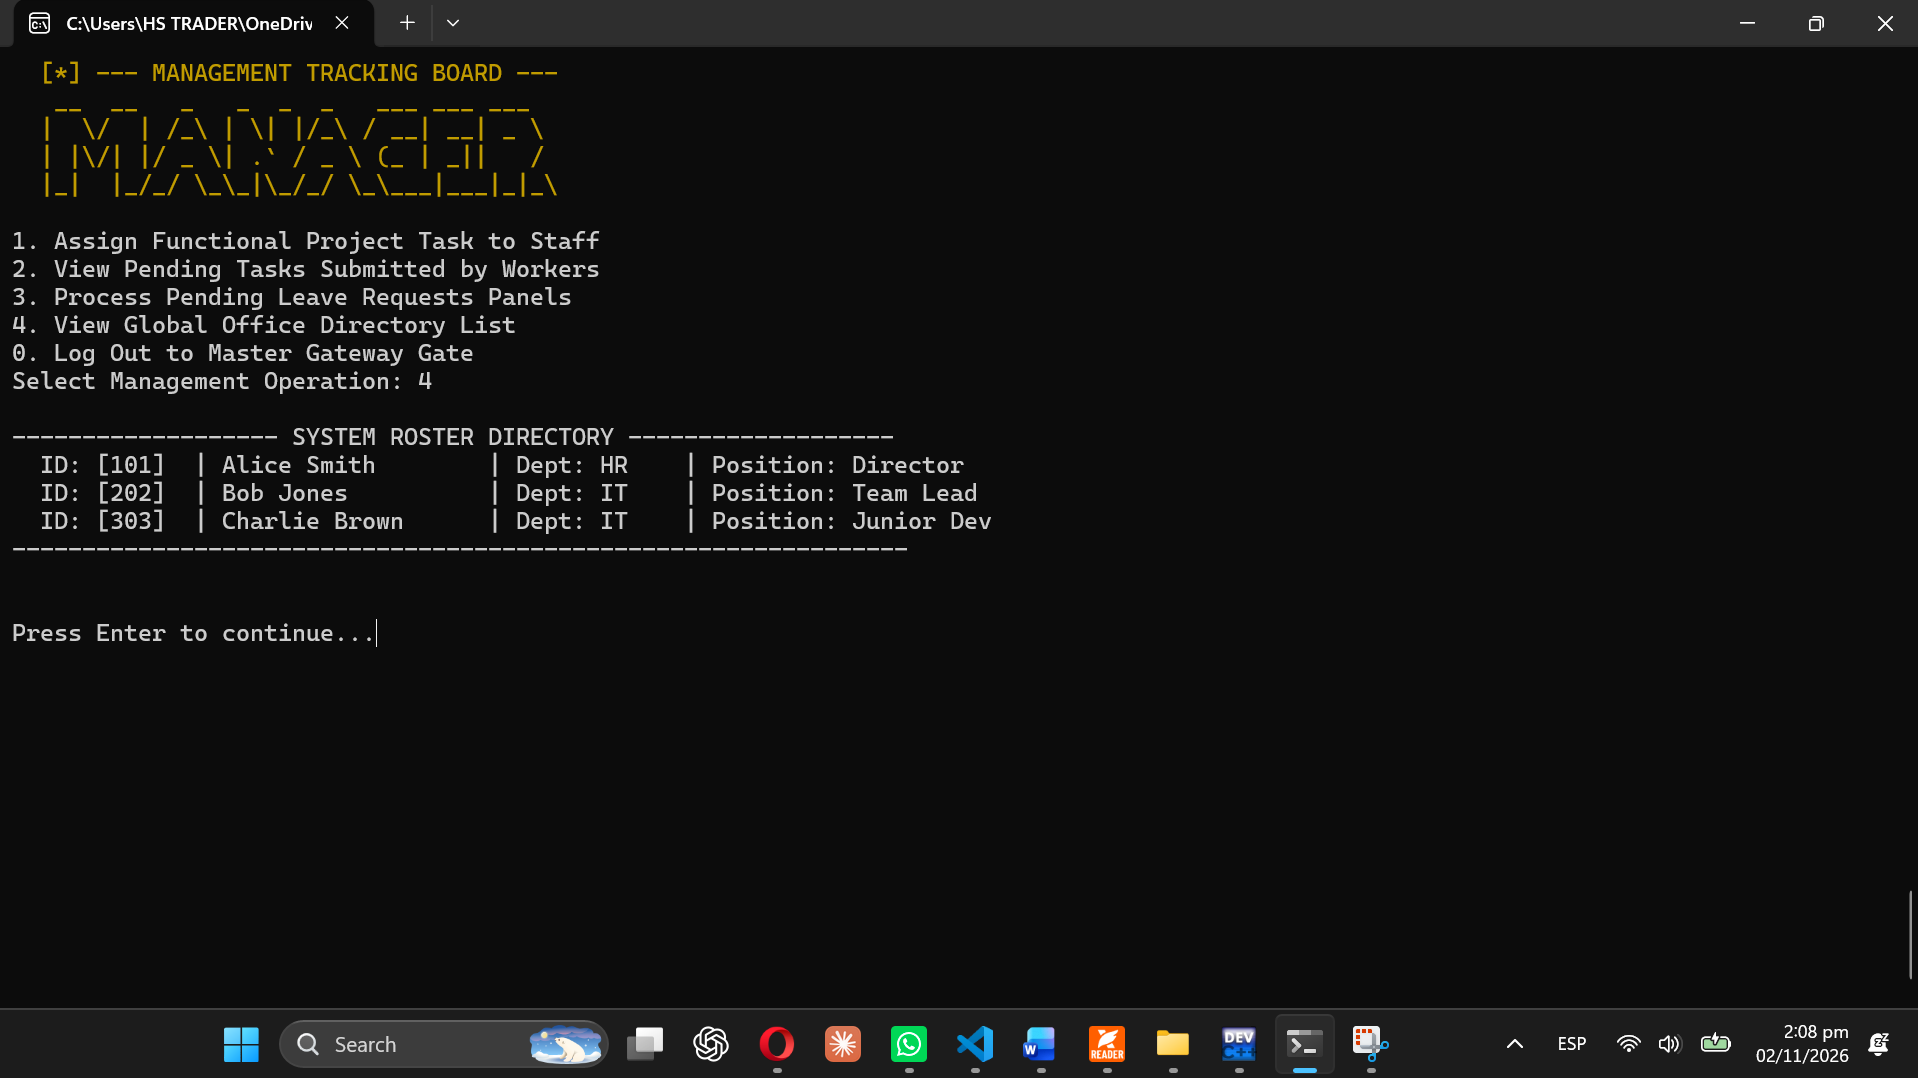 C:\Users\HS TRADER\OneDriv
[*] --- MANAGEMENT TRACKING BOARD ---
MANAGER
1. Assign Functional Project Task to Staff
2. View Pending Tasks Submitted by Workers
3. Process Pending Leave Requests Panels
4. View Global Office Directory List
0. Log Out to Master Gateway Gate
Select Management Operation: 4
------------------- SYSTEM ROSTER DIRECTORY -------------------
ID: [101] | Alice Smith | Dept: HR | Position: Director
ID: [202] | Bob Jones | Dept: IT | Position: Team Lead
ID: [303] | Charlie Brown | Dept: IT | Position: Junior Dev
----------------------------------------------------------------
Press Enter to continue...
Search
W
READER
DEV
C++
ESP
2:08 pm
02/11/2026